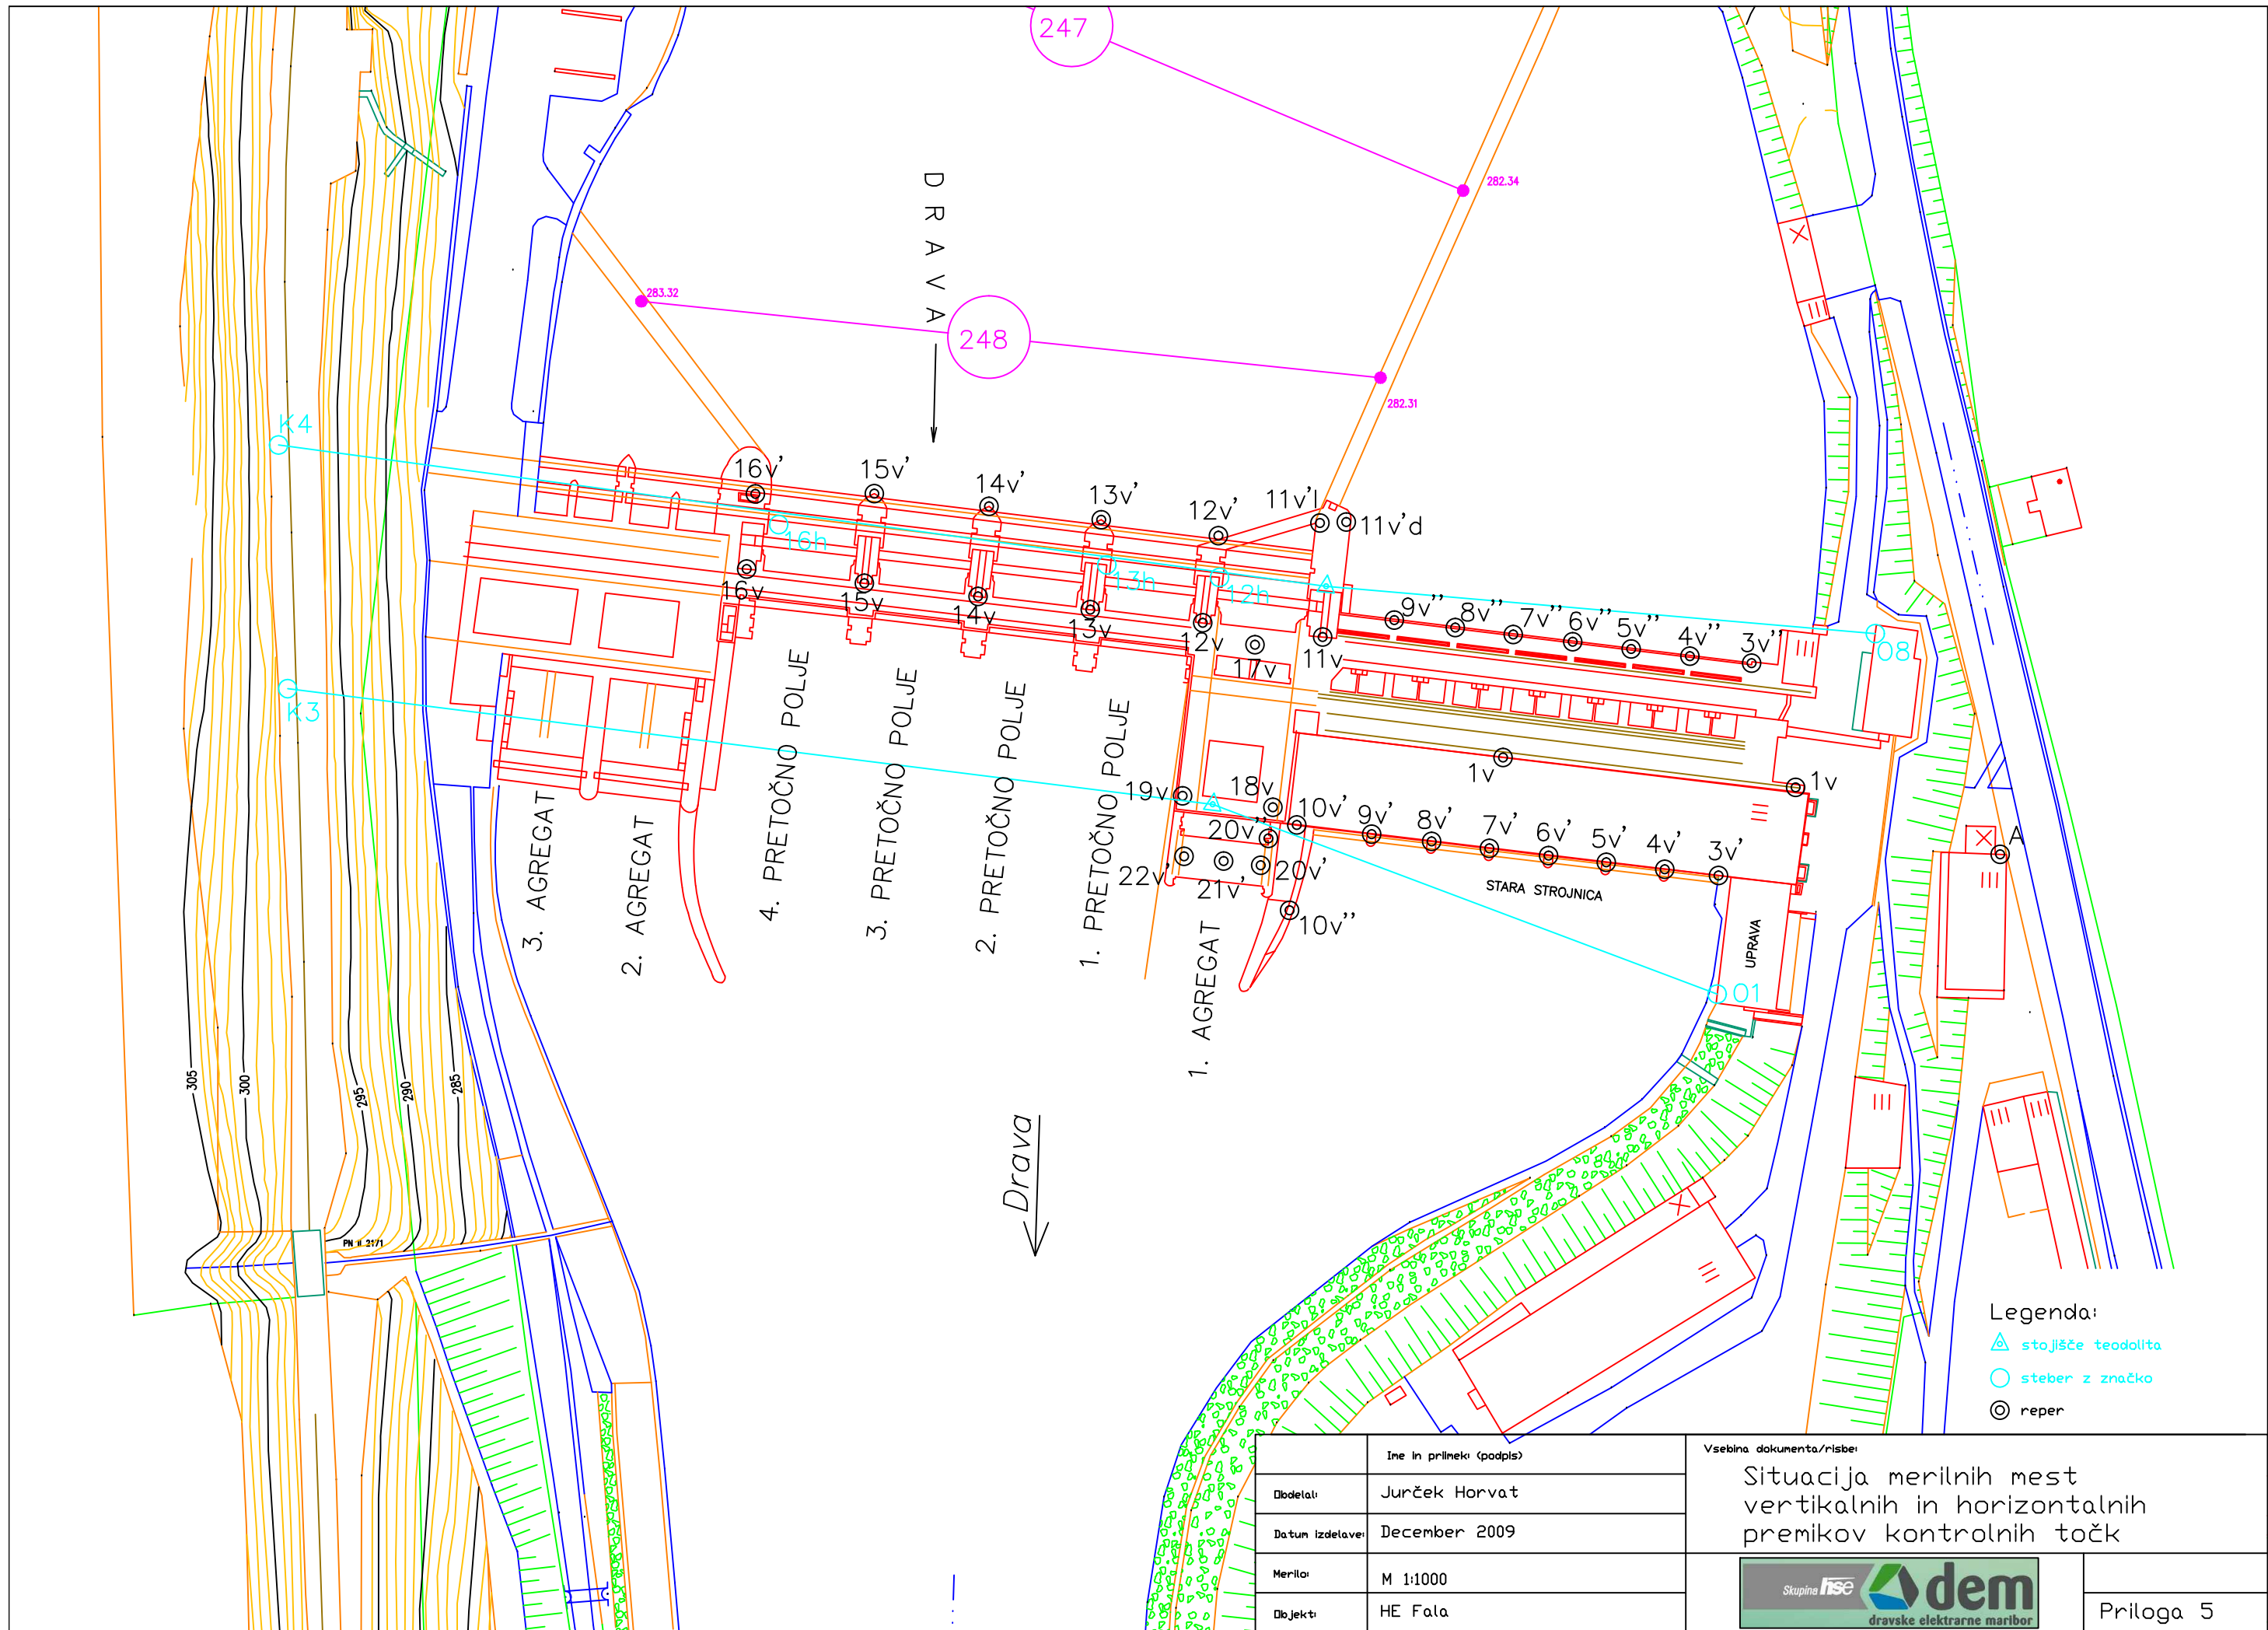 247
282.34
DRAVA
283.32
248
282.31
K4
16v'
15v'
14v'
13v'
12v'
11v'l
11v'd
16h
13h
12h
16v
15v
14v
13v
12v
17v
11v
9v''
8v''
7v''
6v''
5v''
4v''
3v''
08
K3
1v
1v
19v
18v
10v'
20v''
9v'
8v'
7v'
6v'
5v'
4v'
3v'
A
22v'
21v'
20v'
10v''
STARA STROJNICA
UPRAVA
01
3. AGREGAT
2. AGREGAT
4. PRETOČNO POLJE
3. PRETOČNO POLJE
2. PRETOČNO POLJE
1. PRETOČNO POLJE
1. AGREGAT
305
300
295
290
285
Drava
PN # 2171
Legenda:
stojišče teodolita
steber z značko
reper
Ime in priimek: (podpis)
Obdelal:
Jurček Horvat
Datum izdelave:
December 2009
Merilo:
M 1:1000
Objekt:
HE Fala
Vsebina dokumenta/risbe:
Situacija merilnih mest
vertikalnih in horizontalnih
premikov kontrolnih točk
Skupina hse
dem
dravske elektrarne maribor
Priloga 5